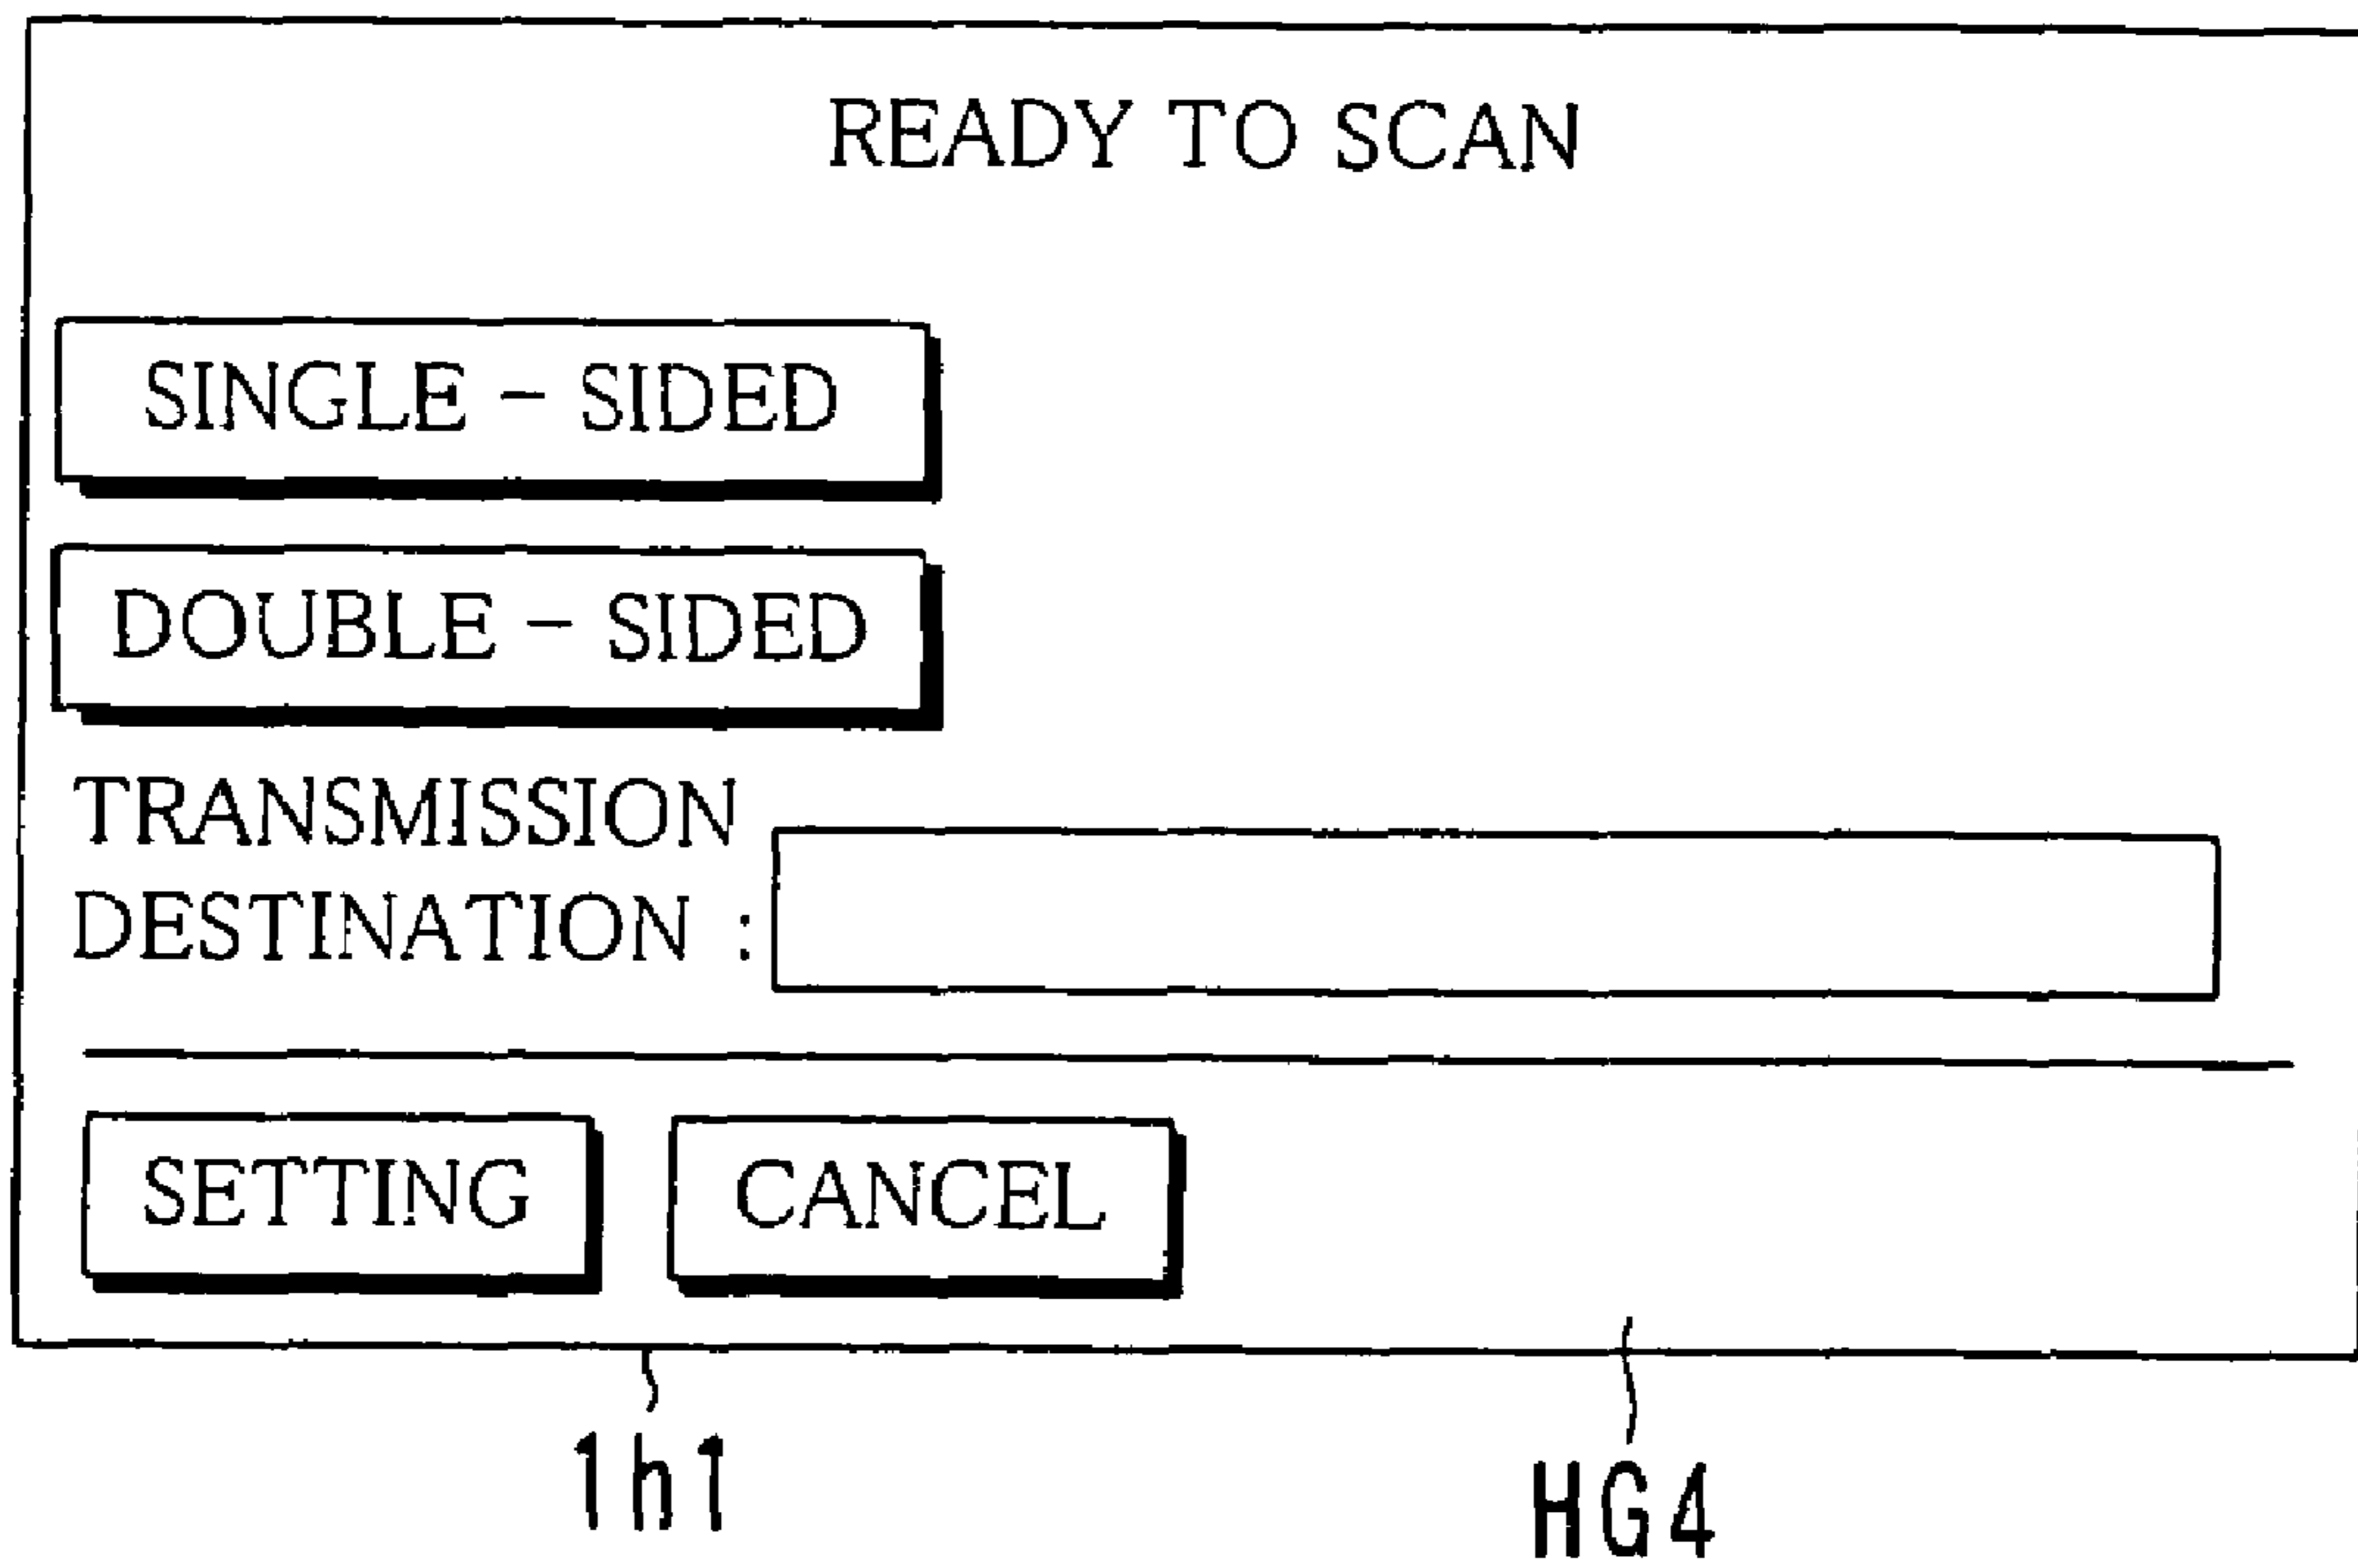 READY TO SCAN
SINGLE - SIDED
DOUBLE - SIDED
TRANSMISSION
DESTINATION :
SETTING CANCEL
1h1 HG4